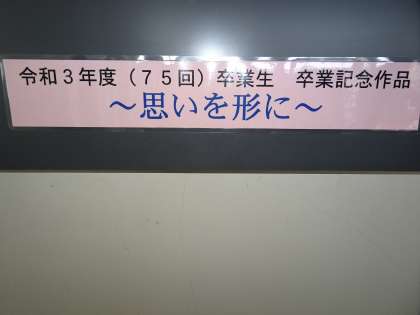 令和３年度（７５回）卒業生　卒業記念作品
～思いを形に～